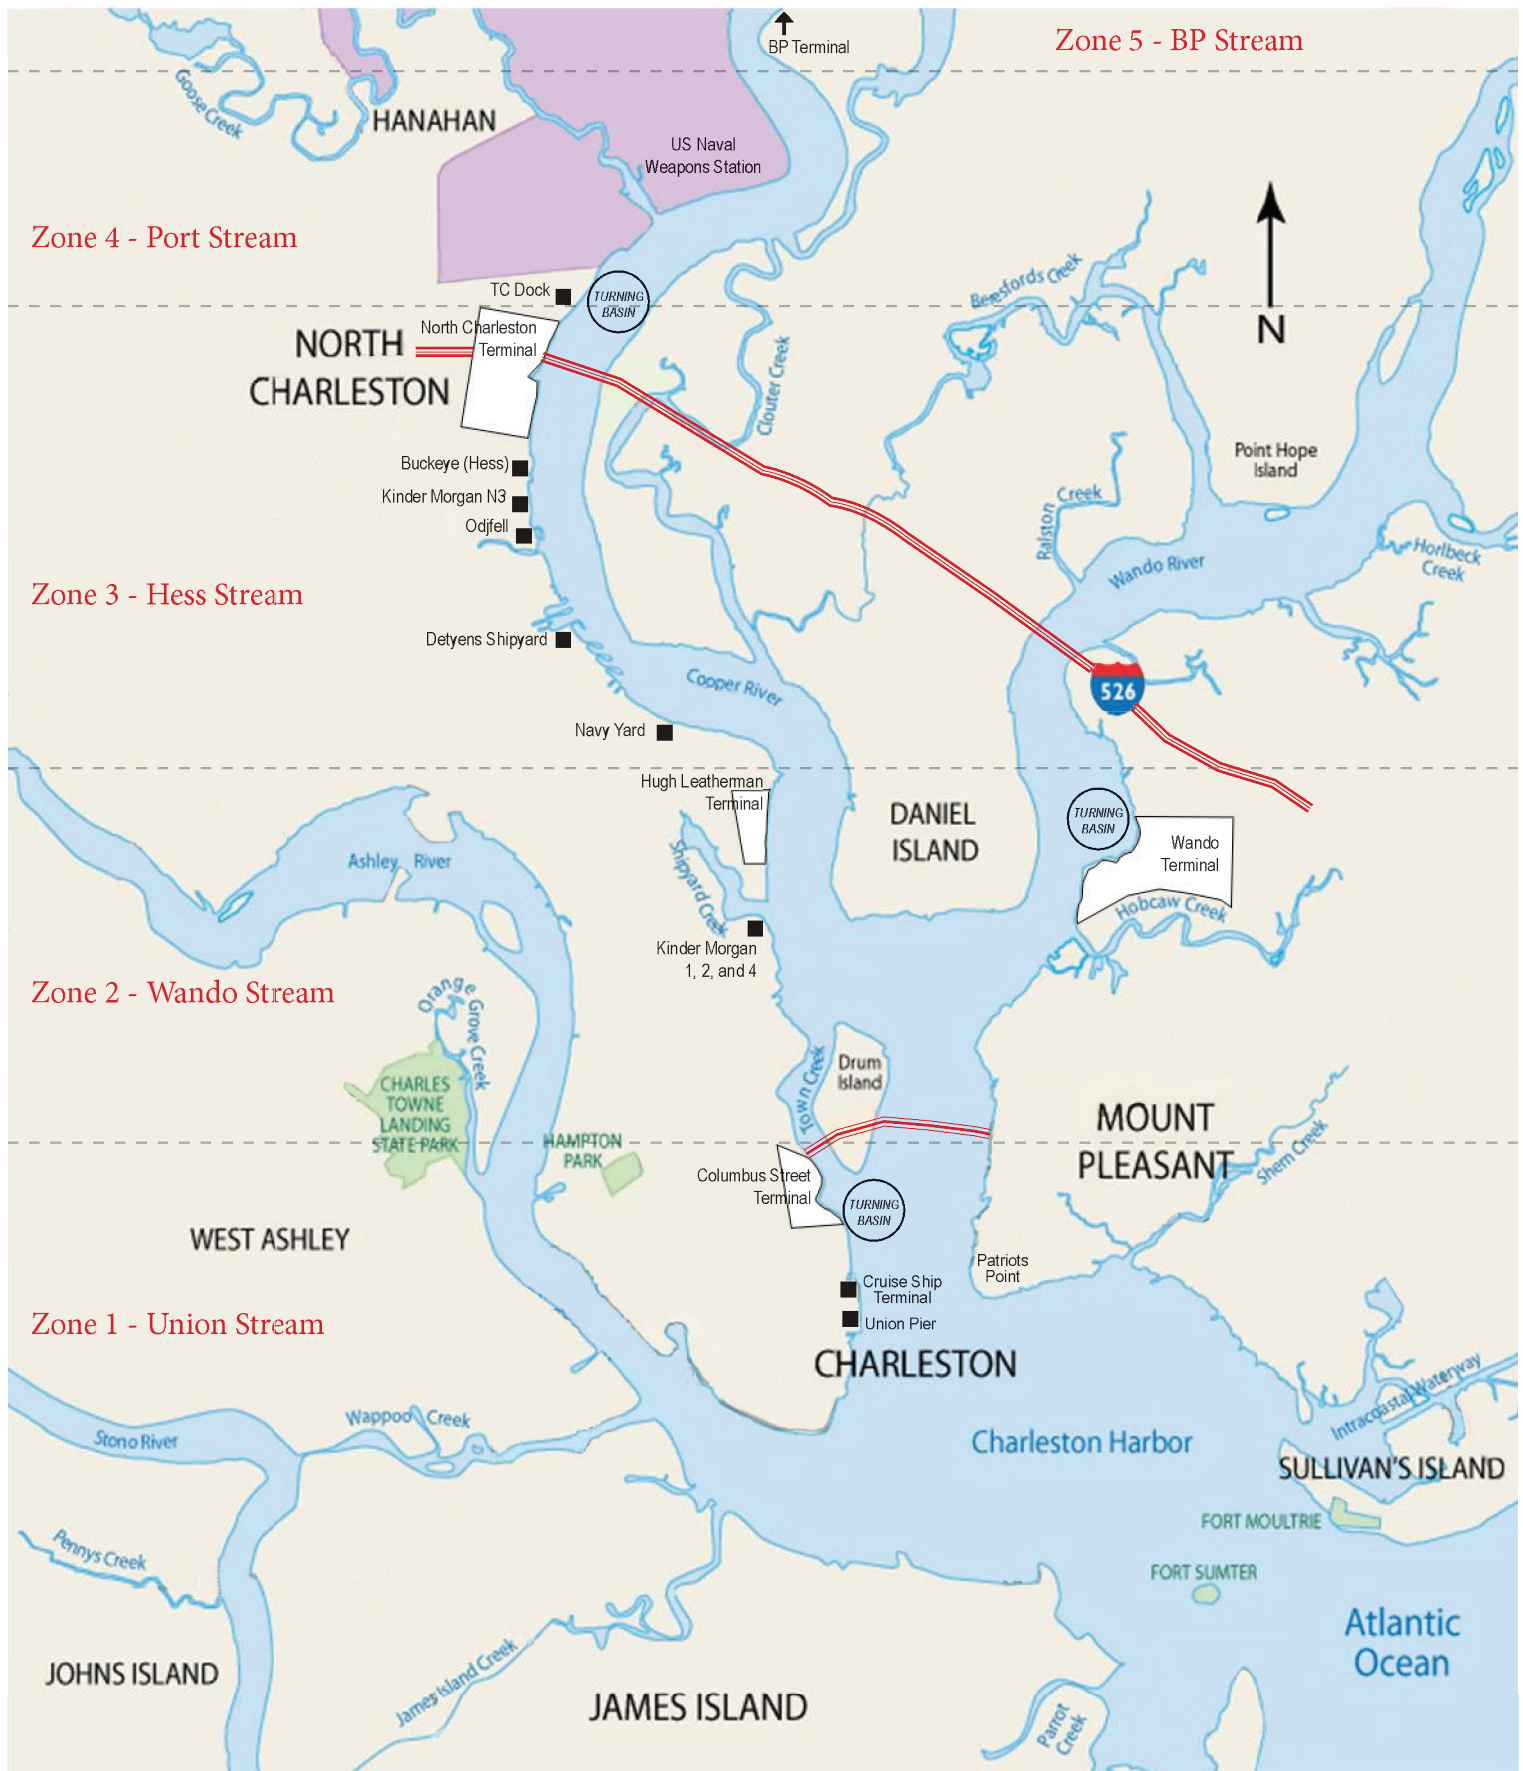 BP Terminal
Zone 5 - BP Stream
Goose Creek
HANAHAN
US Naval
Weapons Station
Zone 4 - Port Stream
Beresfords Creek
TC Dock
TURNING
BASIN
N
North Charleston
Terminal
NORTH
CHARLESTON
Clouter Creek
Buckeye (Hess)
Kinder Morgan N3
Odjfell
Point Hope
Island
Ralston Creek
Wando River
Horlbeck
Creek
Zone 3 - Hess Stream
Detyens Shipyard
Cooper River
526
Navy Yard
Hugh Leatherman
Terminal
DANIEL
ISLAND
TURNING
BASIN
Wando
Terminal
Ashley River
Shipyard Creek
Hobcaw Creek
Kinder Morgan
1, 2, and 4
Zone 2 - Wando Stream
Orange Grove Creek
Town Creek
Drum
Island
CHARLES
TOWNE
LANDING
STATE PARK
HAMPTON
PARK
MOUNT
PLEASANT
Shem Creek
Columbus Street
Terminal
TURNING
BASIN
WEST ASHLEY
Patriots
Point
Cruise Ship
Terminal
Union Pier
Zone 1 - Union Stream
CHARLESTON
Intracoastal Waterway
Wappoo Creek
Stono River
Charleston Harbor
SULLIVAN'S ISLAND
FORT MOULTRIE
Pennys Creek
FORT SUMTER
Atlantic
Ocean
JOHNS ISLAND
James Island Creek
JAMES ISLAND
Parrot
Creek